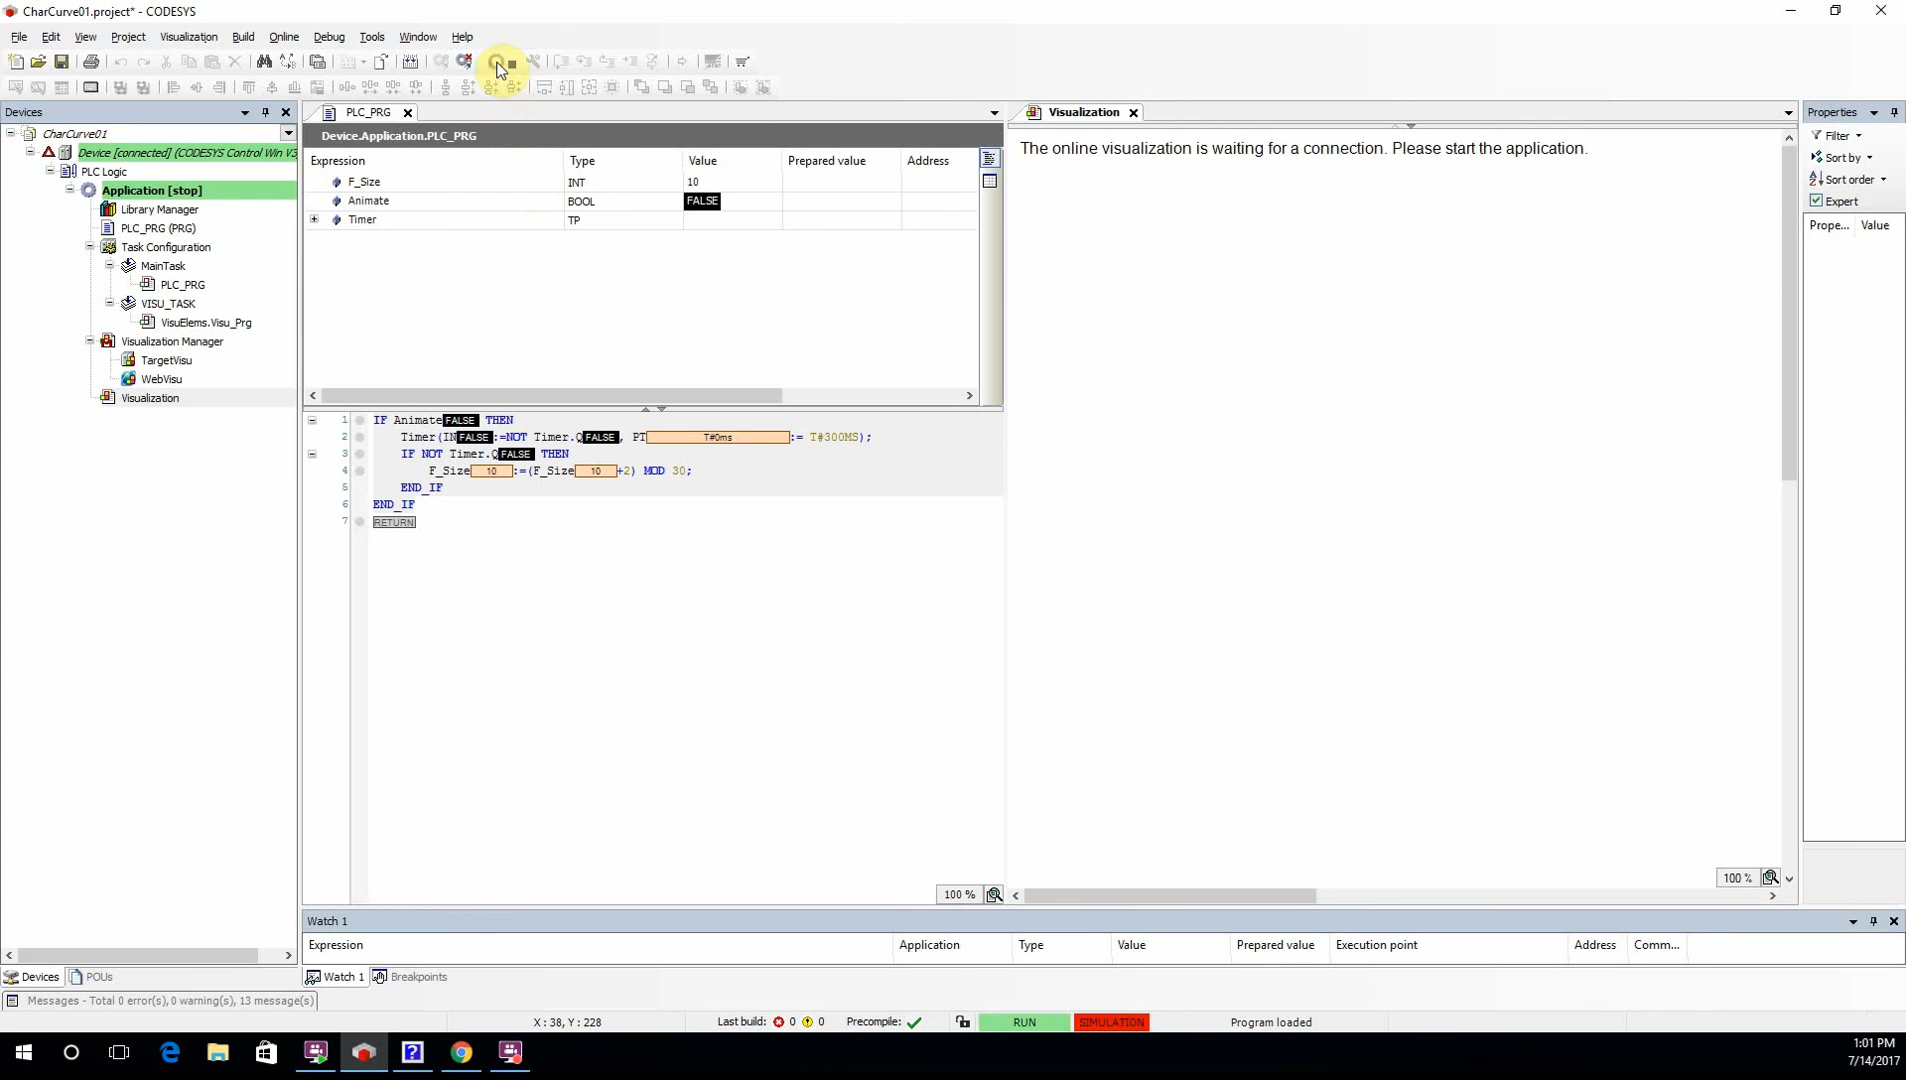 CharCurve01.project* - CODESYS
File Edit View Project Visualization Build Online Debug Tools Window Help
Devices
CharCurve01
Device [connected] (CODESYS Control Win V3
PLC Logic
Application [stop]
Library Manager
PLC_PRG (PRG)
Task Configuration
MainTask
PLC_PRG
VISU_TASK
VisuElems.Visu_Prg
Visualization Manager
TargetVisu
WebVisu
Visualization
Devices POUs
PLC_PRG
Device.Application.PLC_PRG
Expression Type Value Prepared value Address
F_Size INT 10
Animate BOOL FALSE
Timer TP
1 IF Animate FALSE THEN
2 Timer(IN FALSE :=NOT Timer.Q FALSE , PT T#0ms := T#300MS);
3 IF NOT Timer.Q FALSE THEN
4 F_Size 10 :=(F_Size 10 +2) MOD 30;
5 END_IF
6 END_IF
7 RETURN
100 %
Visualization
The online visualization is waiting for a connection. Please start the application.
100 %
Properties
Filter
Sort by
Sort order
Expert
Prope... Value
Watch 1
Expression Application Type Value Prepared value Execution point Address Comm...
Watch 1 Breakpoints
Messages - Total 0 error(s), 0 warning(s), 13 message(s)
X : 38, Y : 228 Last build: 0 0 Precompile: RUN SIMULATION Program loaded
1:01 PM
7/14/2017